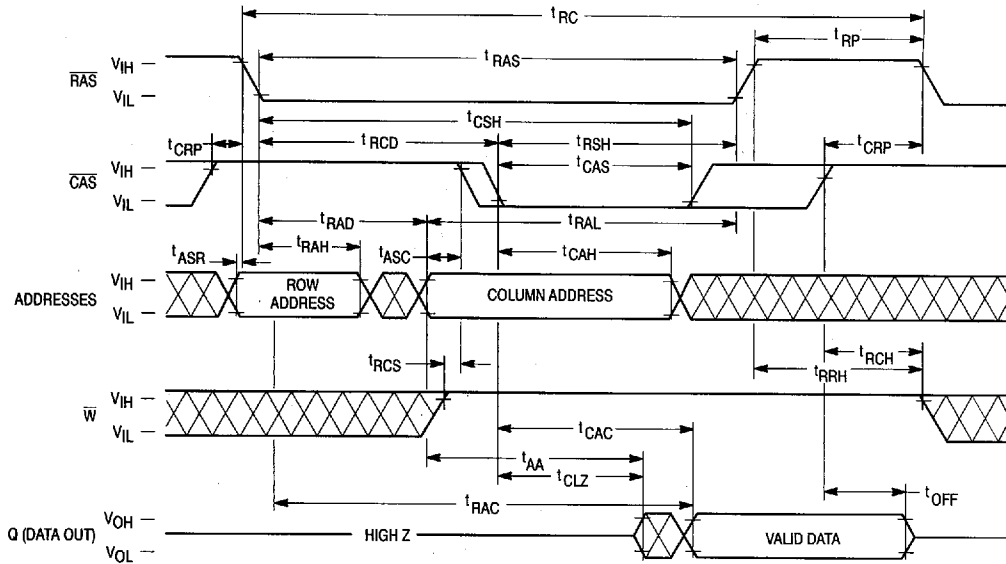 tRC
tRP
RAS VIH
VIL
tRAS
tCSH
tCRP tRCD tRSH tCRP
CAS VIH
VIL
tCAS
tRAD tRAL
tASR tRAH tASC tCAH
ADDRESSES VIH
VIL
ROW ADDRESS
COLUMN ADDRESS
tRCS tRCH
tRRH
W VIH
VIL
tCAC
tAA
tCLZ
tRAC tOFF
Q (DATA OUT) VOH
VOL
HIGH Z VALID DATA